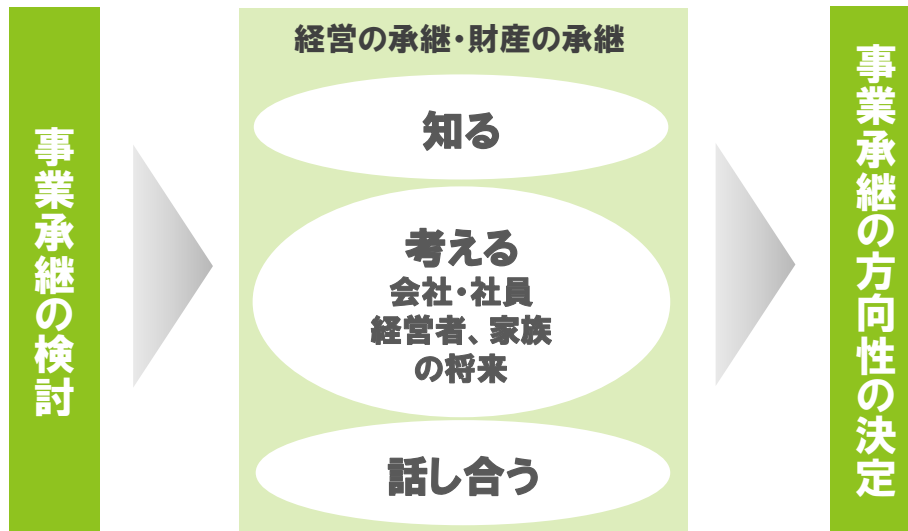 事業承継の検討
経営の承継・財産の承継
知る
考える
会社・社員
経営者、家族
の将来
話し合う
事業承継の方向性の決定